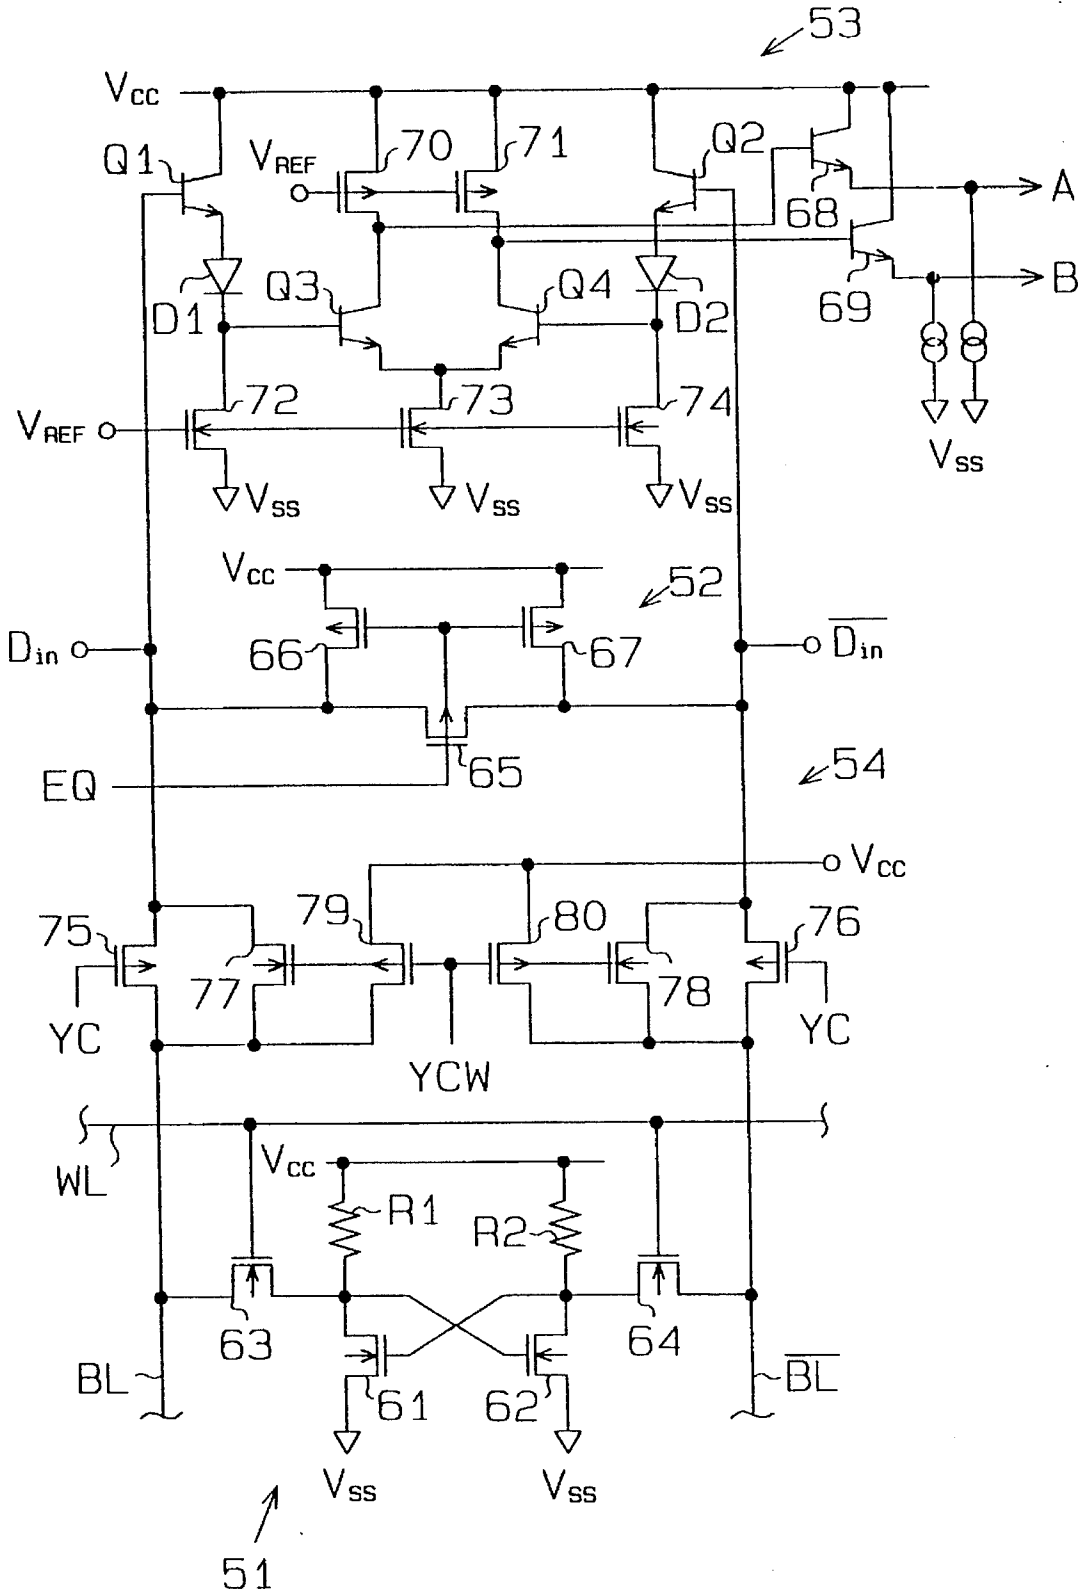 53
VCC
Q1
VREF
70
71
Q2
68
A
D1
Q3
Q4
D2
69
B
72
73
74
VREF
VSS
VSS
VSS
VSS
VCC
52
Din
66
67
D̅i̅n̅
EQ
65
54
VCC
75
79
80
76
77
78
YC
YCW
YC
WL
VCC
R1
R2
63
64
BL
61
62
B̅L̅
VSS
VSS
51